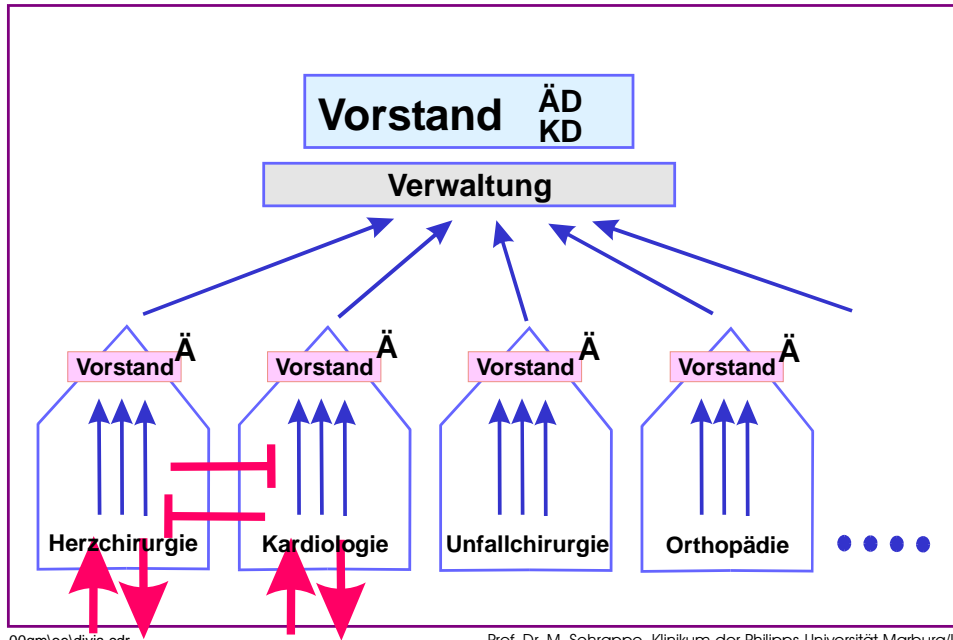 Vorstand ÄD
KD
Verwaltung
Vorstand Ä Vorstand Ä Vorstand Ä Vorstand Ä
Herzchirurgie Kardiologie Unfallchirurgie Orthopädie
Prof. Dr. M. Schrappe, Klinikum der Philipps-Universität